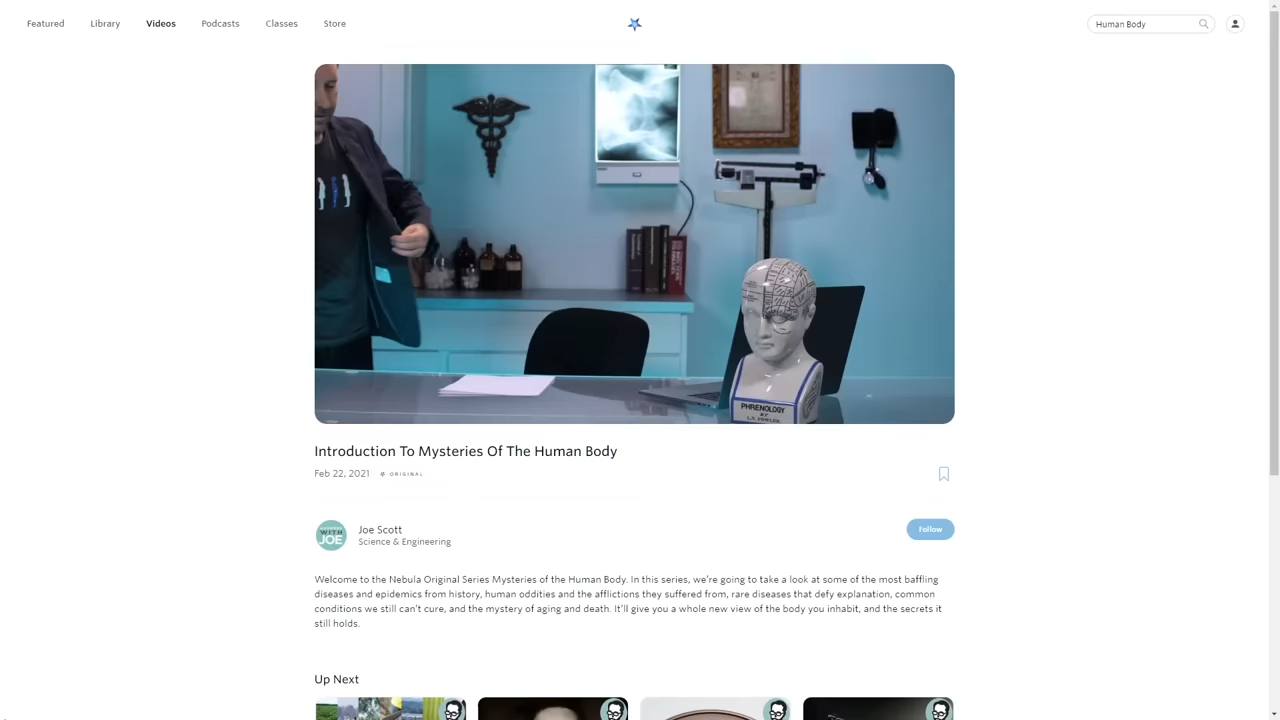 Featured Library Videos Podcasts Classes Store
Human Body
PHRENOLOGY
BY
L.N. FOWLER
Introduction To Mysteries Of The Human Body
Feb 22, 2021 ORIGINAL
WITH
JOE
Joe Scott
Science & Engineering
Follow
Welcome to the Nebula Original Series Mysteries of the Human Body. In this series, we’re going to take a look at some of the most baffling
diseases and epidemics from history, human oddities and the afflictions they suffered from, rare diseases that defy explanation, common
conditions we still can’t cure, and the mystery of aging and death. It’ll give you a whole new view of the body you inhabit, and the secrets it
still holds.
Up Next